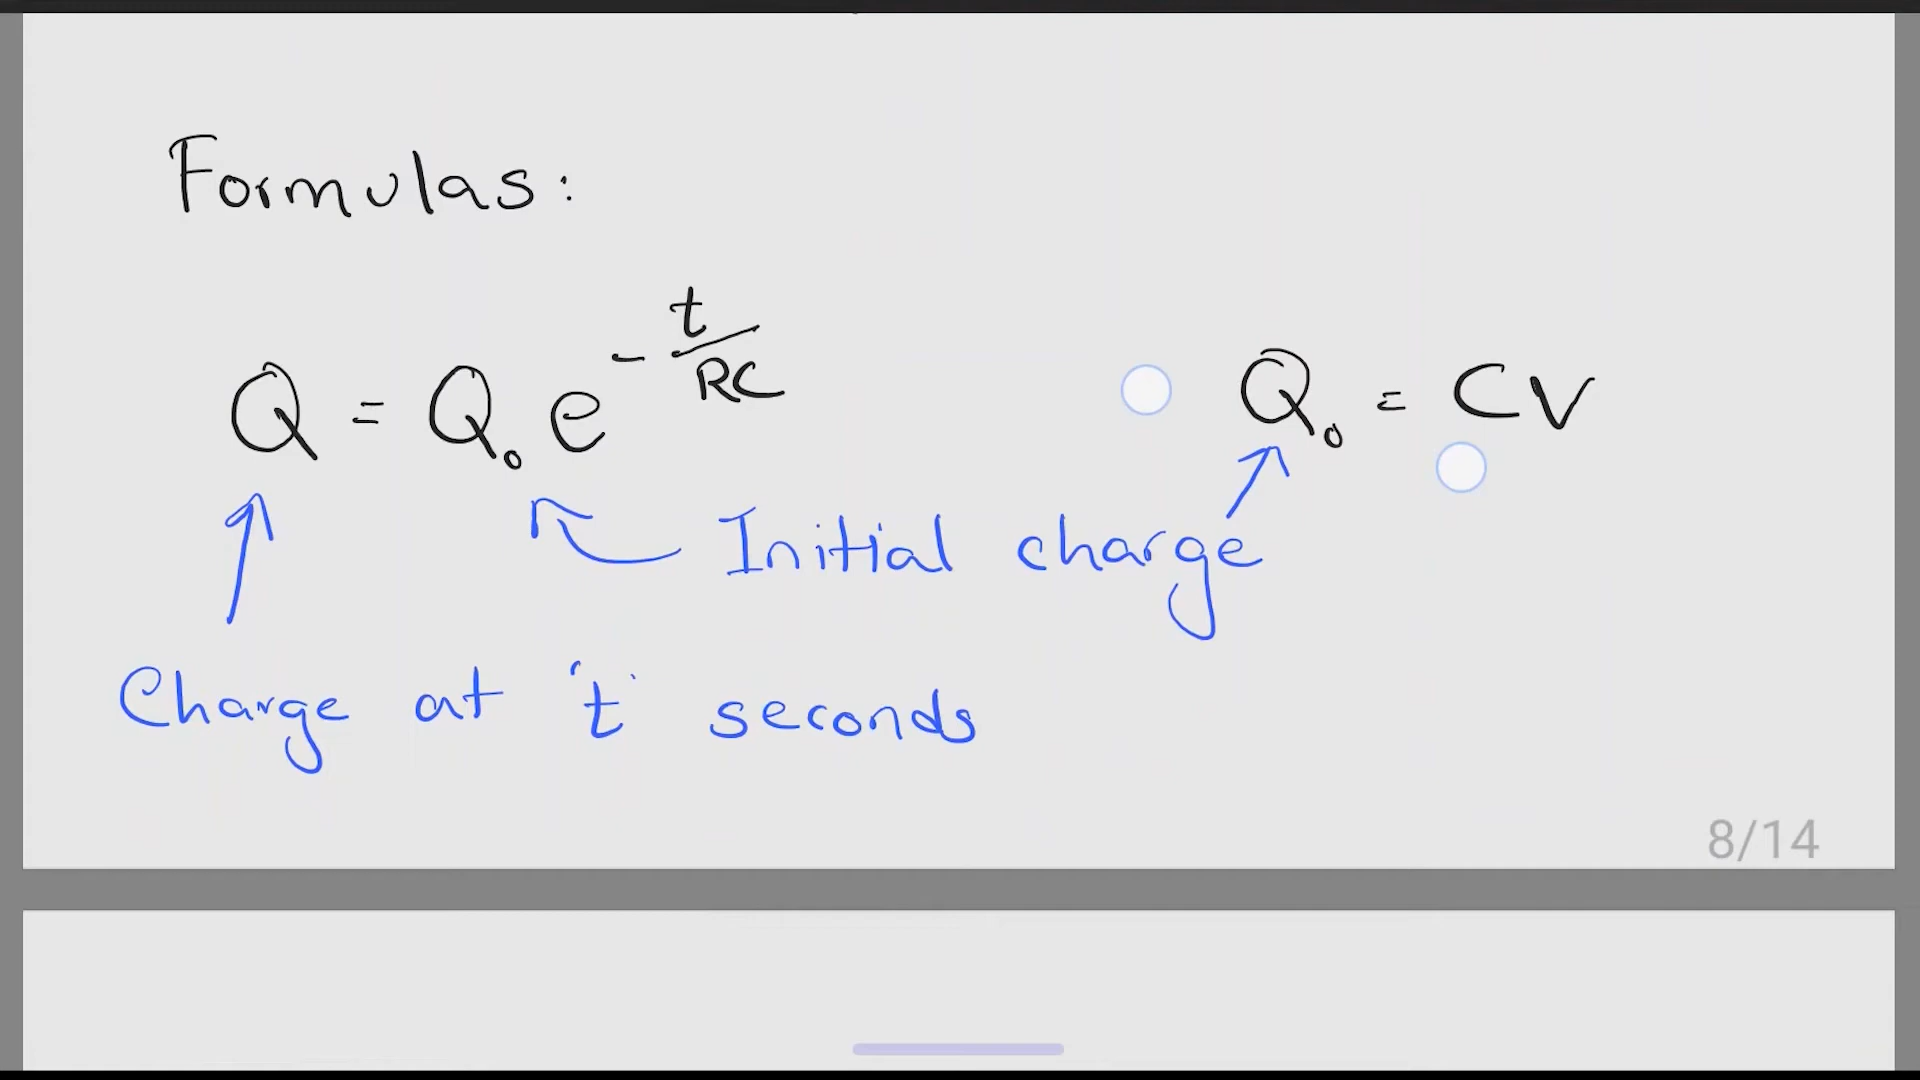 Formulas:
Q = Q₀ e^(-t/RC)
Q₀ = CV
Initial charge
Charge at 't' seconds
8/14